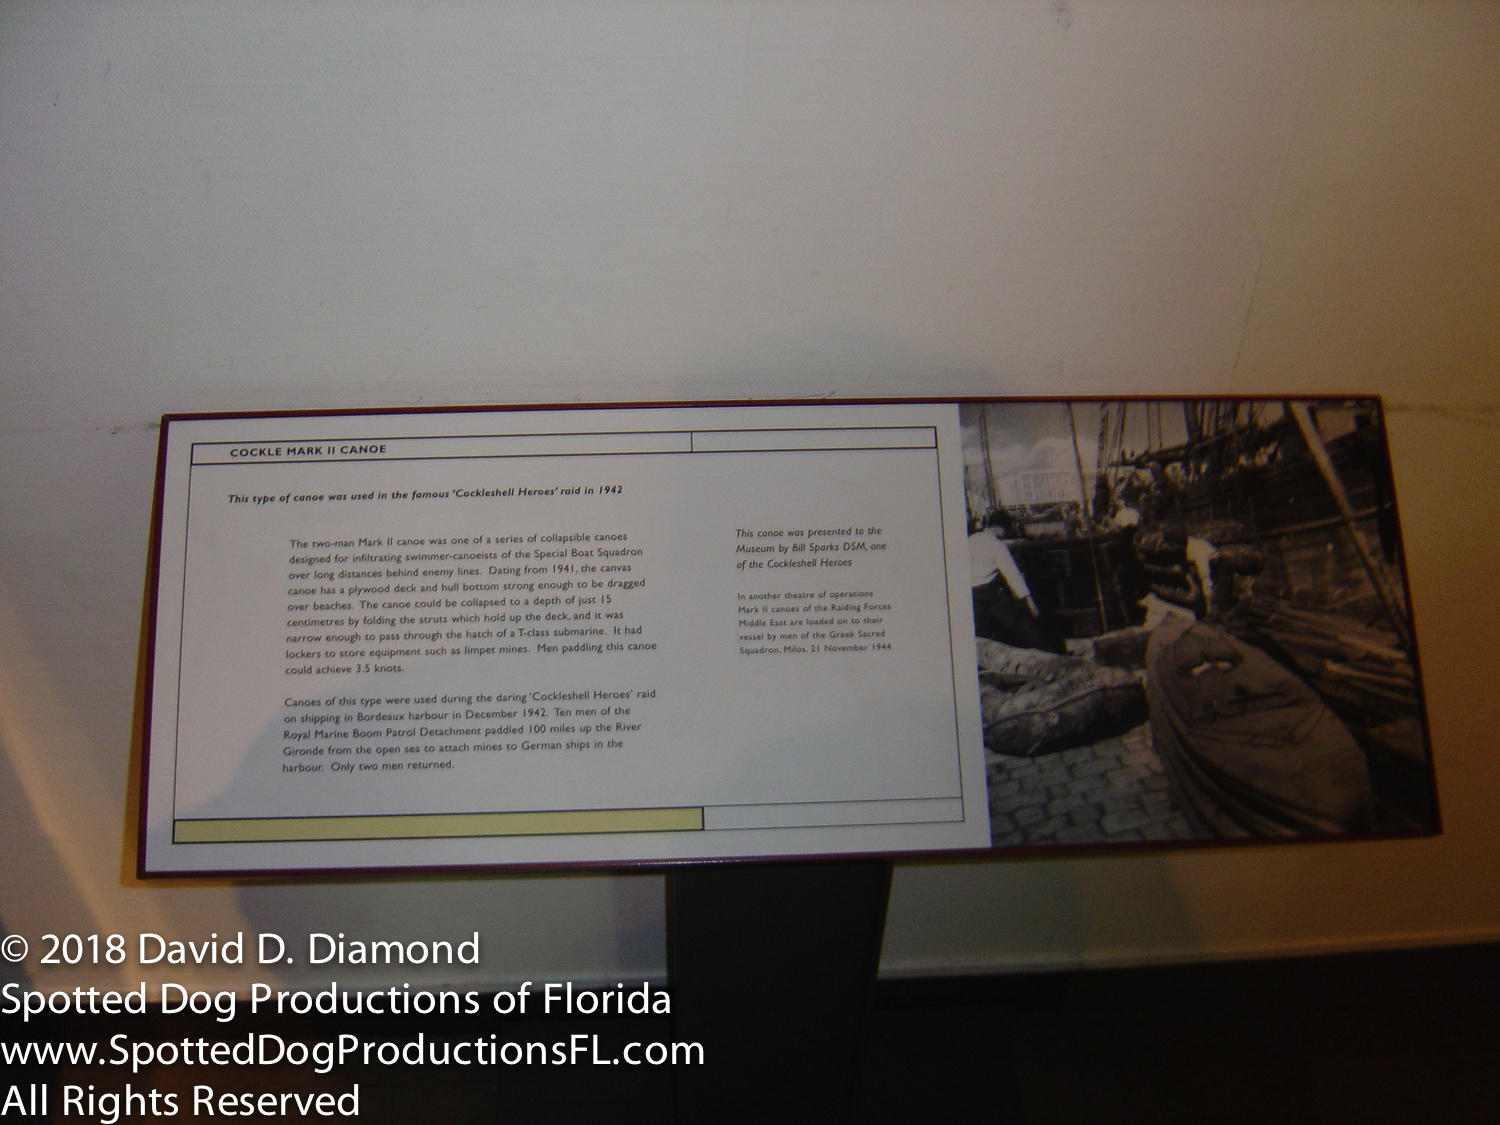 COCKLE MARK II CANOE
This type of canoe was used in the famous 'Cockleshell Heroes' raid in 1942
The two-man Mark II canoe was one of a series of collapsible canoes
designed for infiltrating swimmer-canoeists of the Special Boat Squadron
over long distances behind enemy lines. Dating from 1941, the canvas
canoe has a plywood deck and hull bottom strong enough to be dragged
over beaches. The canoe could be collapsed to a depth of just 15
centimetres by folding the struts which hold up the deck, and it was
narrow enough to pass through the hatch of a T-class submarine. It had
lockers to store equipment such as limpet mines. Men paddling this canoe
could achieve 3.5 knots.
Canoes of this type were used during the daring 'Cockleshell Heroes' raid
on shipping in Bordeaux harbour in December 1942. Ten men of the
Royal Marine Boom Patrol Detachment paddled 100 miles up the River
Gironde from the open sea to attach mines to German ships in the
harbour. Only two men returned.
This canoe was presented to the
Museum by Bill Sparks DSM, one
of the Cockleshell Heroes
In another theatre of operations
Mark II canoes of the Raiding Forces
Middle East are loaded on to their
vessel by men of the Greek Sacred
Squadron, Milos, 21 November 1944
© 2018 David D. Diamond
Spotted Dog Productions of Florida
www.SpottedDogProductionsFL.com
All Rights Reserved